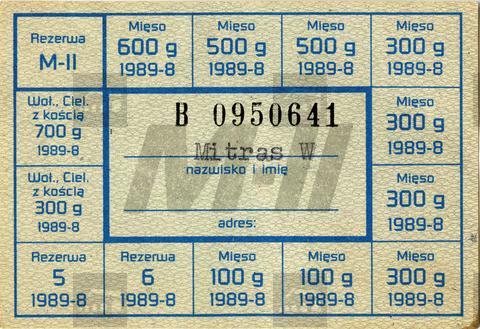 Rezerwa
M-II
Mięso
600 g
1989-8
Mięso
500 g
1989-8
Mięso
500 g
1989-8
Mięso
300 g
1989-8
Woł., Ciel.
z kością
700 g
1989-8
B 0950641
Mitras W
nazwisko i imię
adres:
M-II
Mięso
300 g
1989-8
Woł., Ciel.
z kością
300 g
1989-8
Mięso
300 g
1989-8
Rezerwa
5
1989-8
Rezerwa
6
1989-8
Mięso
100 g
1989-8
Mięso
100 g
1989-8
Mięso
300 g
1989-8